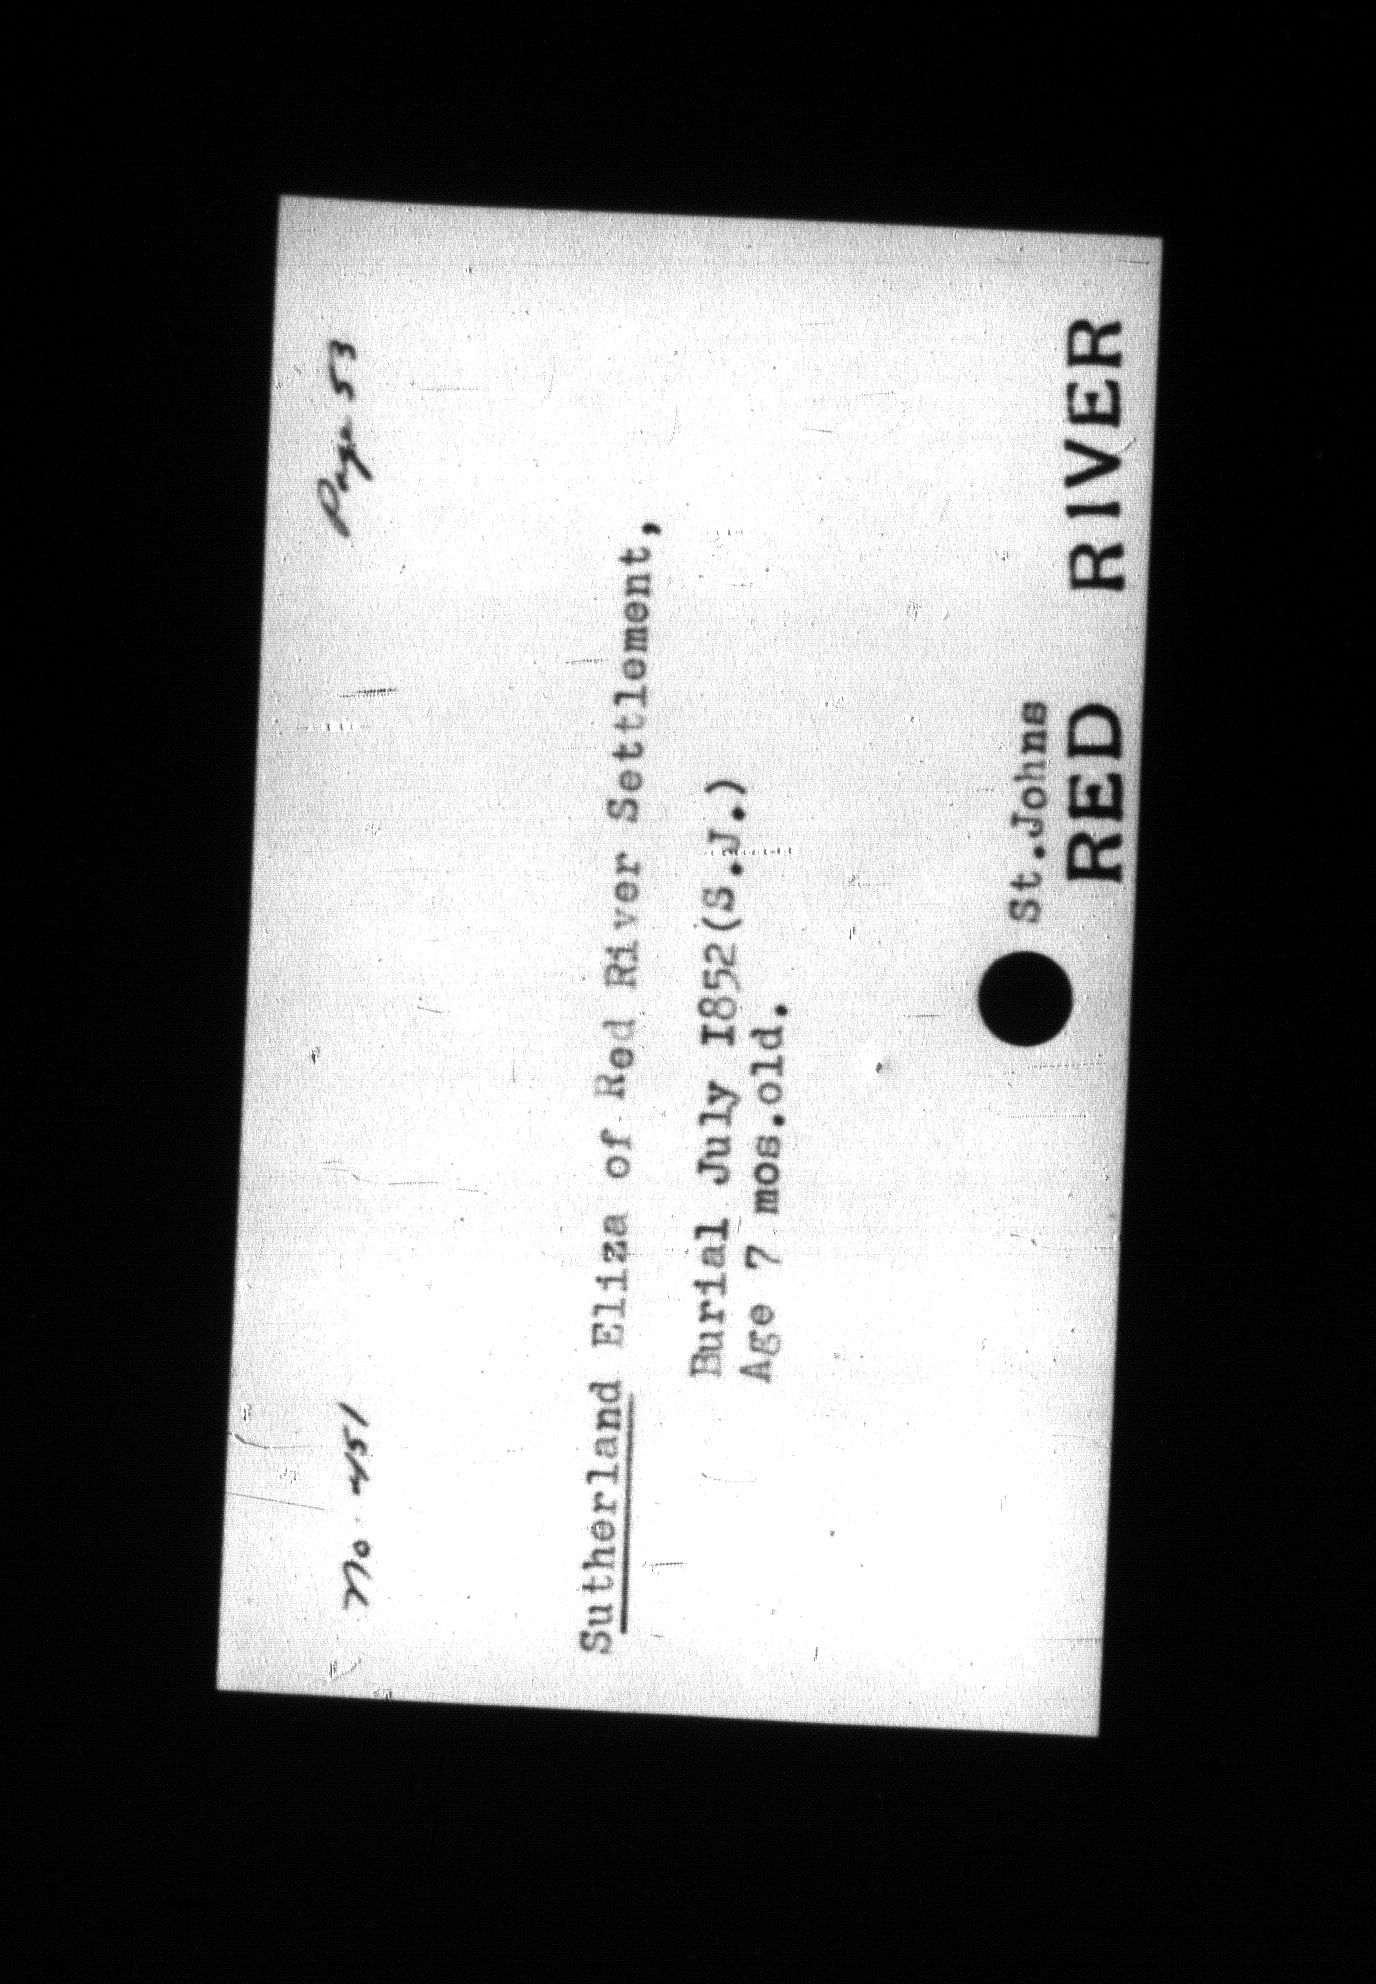 No. 451 Page 53
Sutherland Eliza of Red River Settlement,
Burial July I852(S.J.)
Age 7 mos.old.
St.Johns
RED RIVER